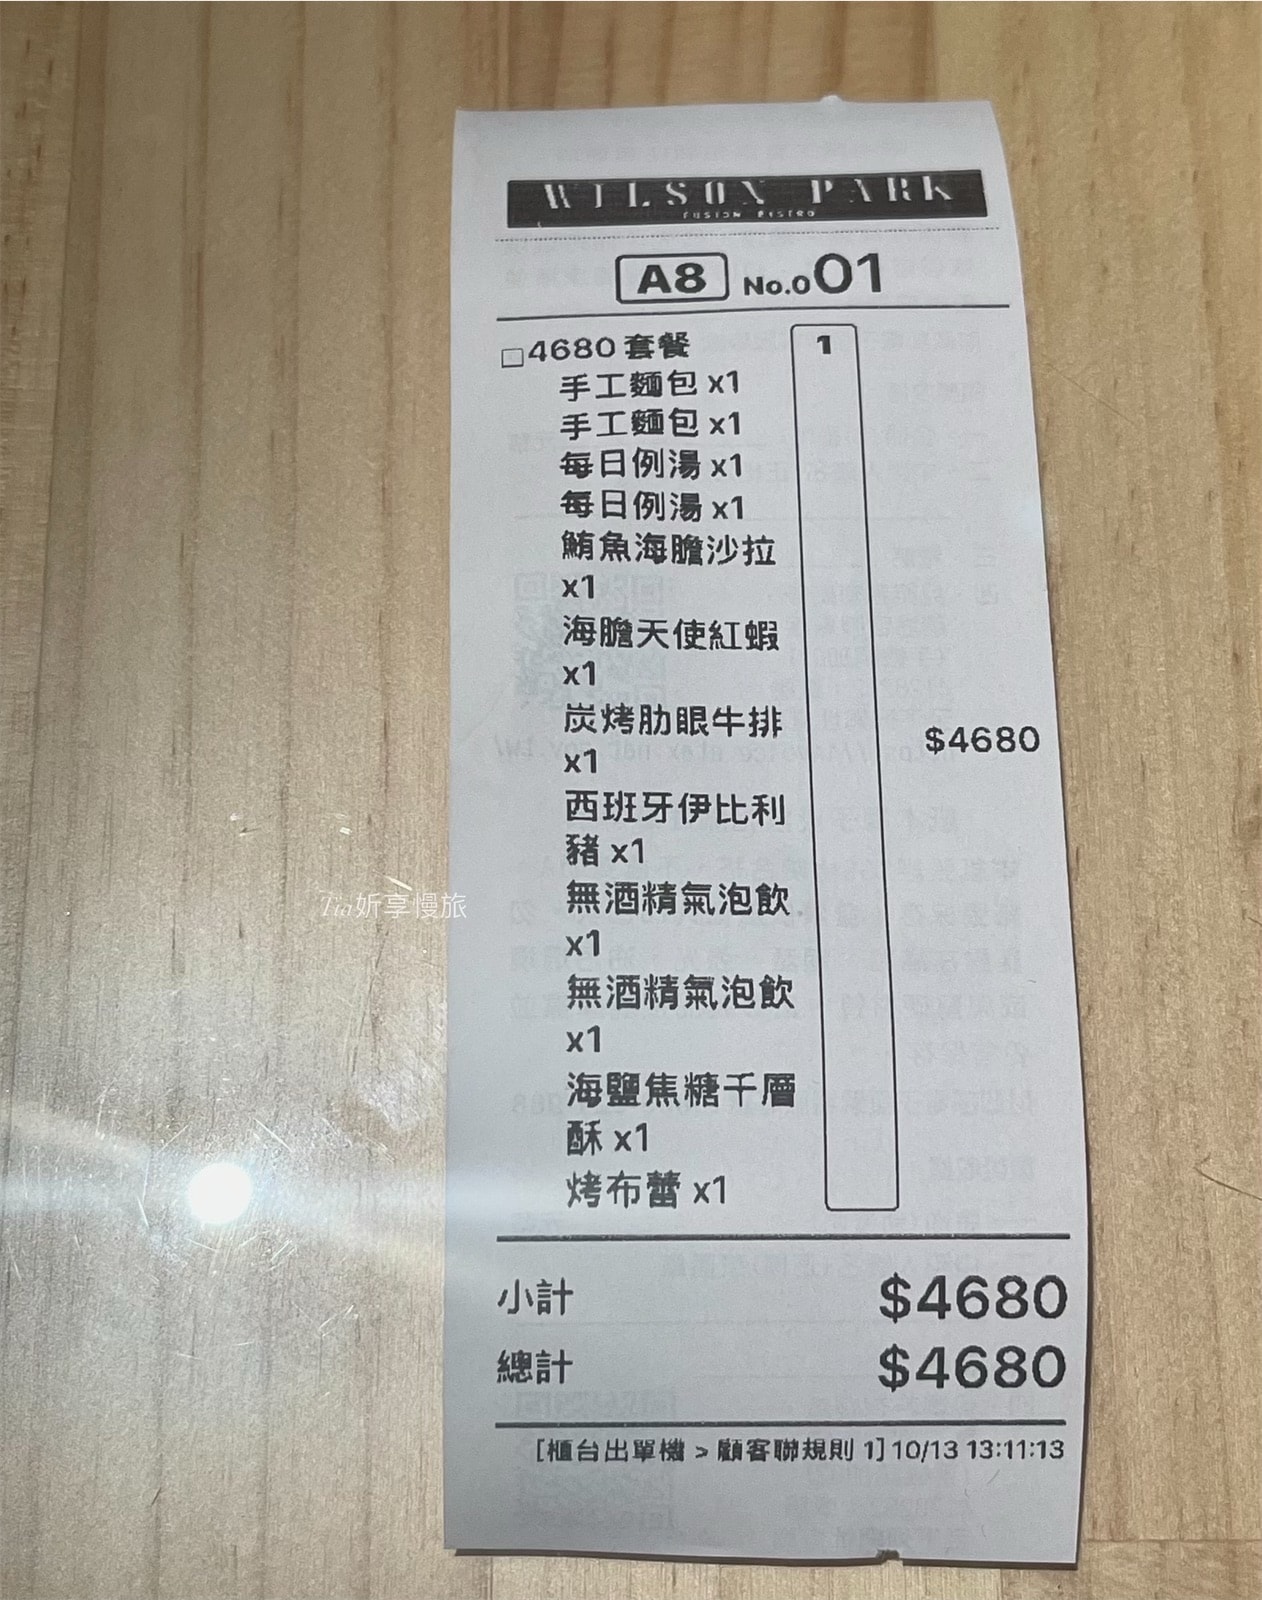 WILSON PARK
FUSION BISTRO
A8 No.001
4680 套餐 1
手工麵包 x1
手工麵包 x1
每日例湯 x1
每日例湯 x1
鮪魚海膽沙拉
x1
海膽天使紅蝦
x1
炭烤肋眼牛排
x1
$4680
西班牙伊比利
豬 x1
無酒精氣泡飲
x1
無酒精氣泡飲
x1
海鹽焦糖千層
酥 x1
烤布蕾 x1
小計 $4680
總計 $4680
[櫃台出單機 > 顧客聯規則 1] 10/13 13:11:13
Tia妡享慢旅